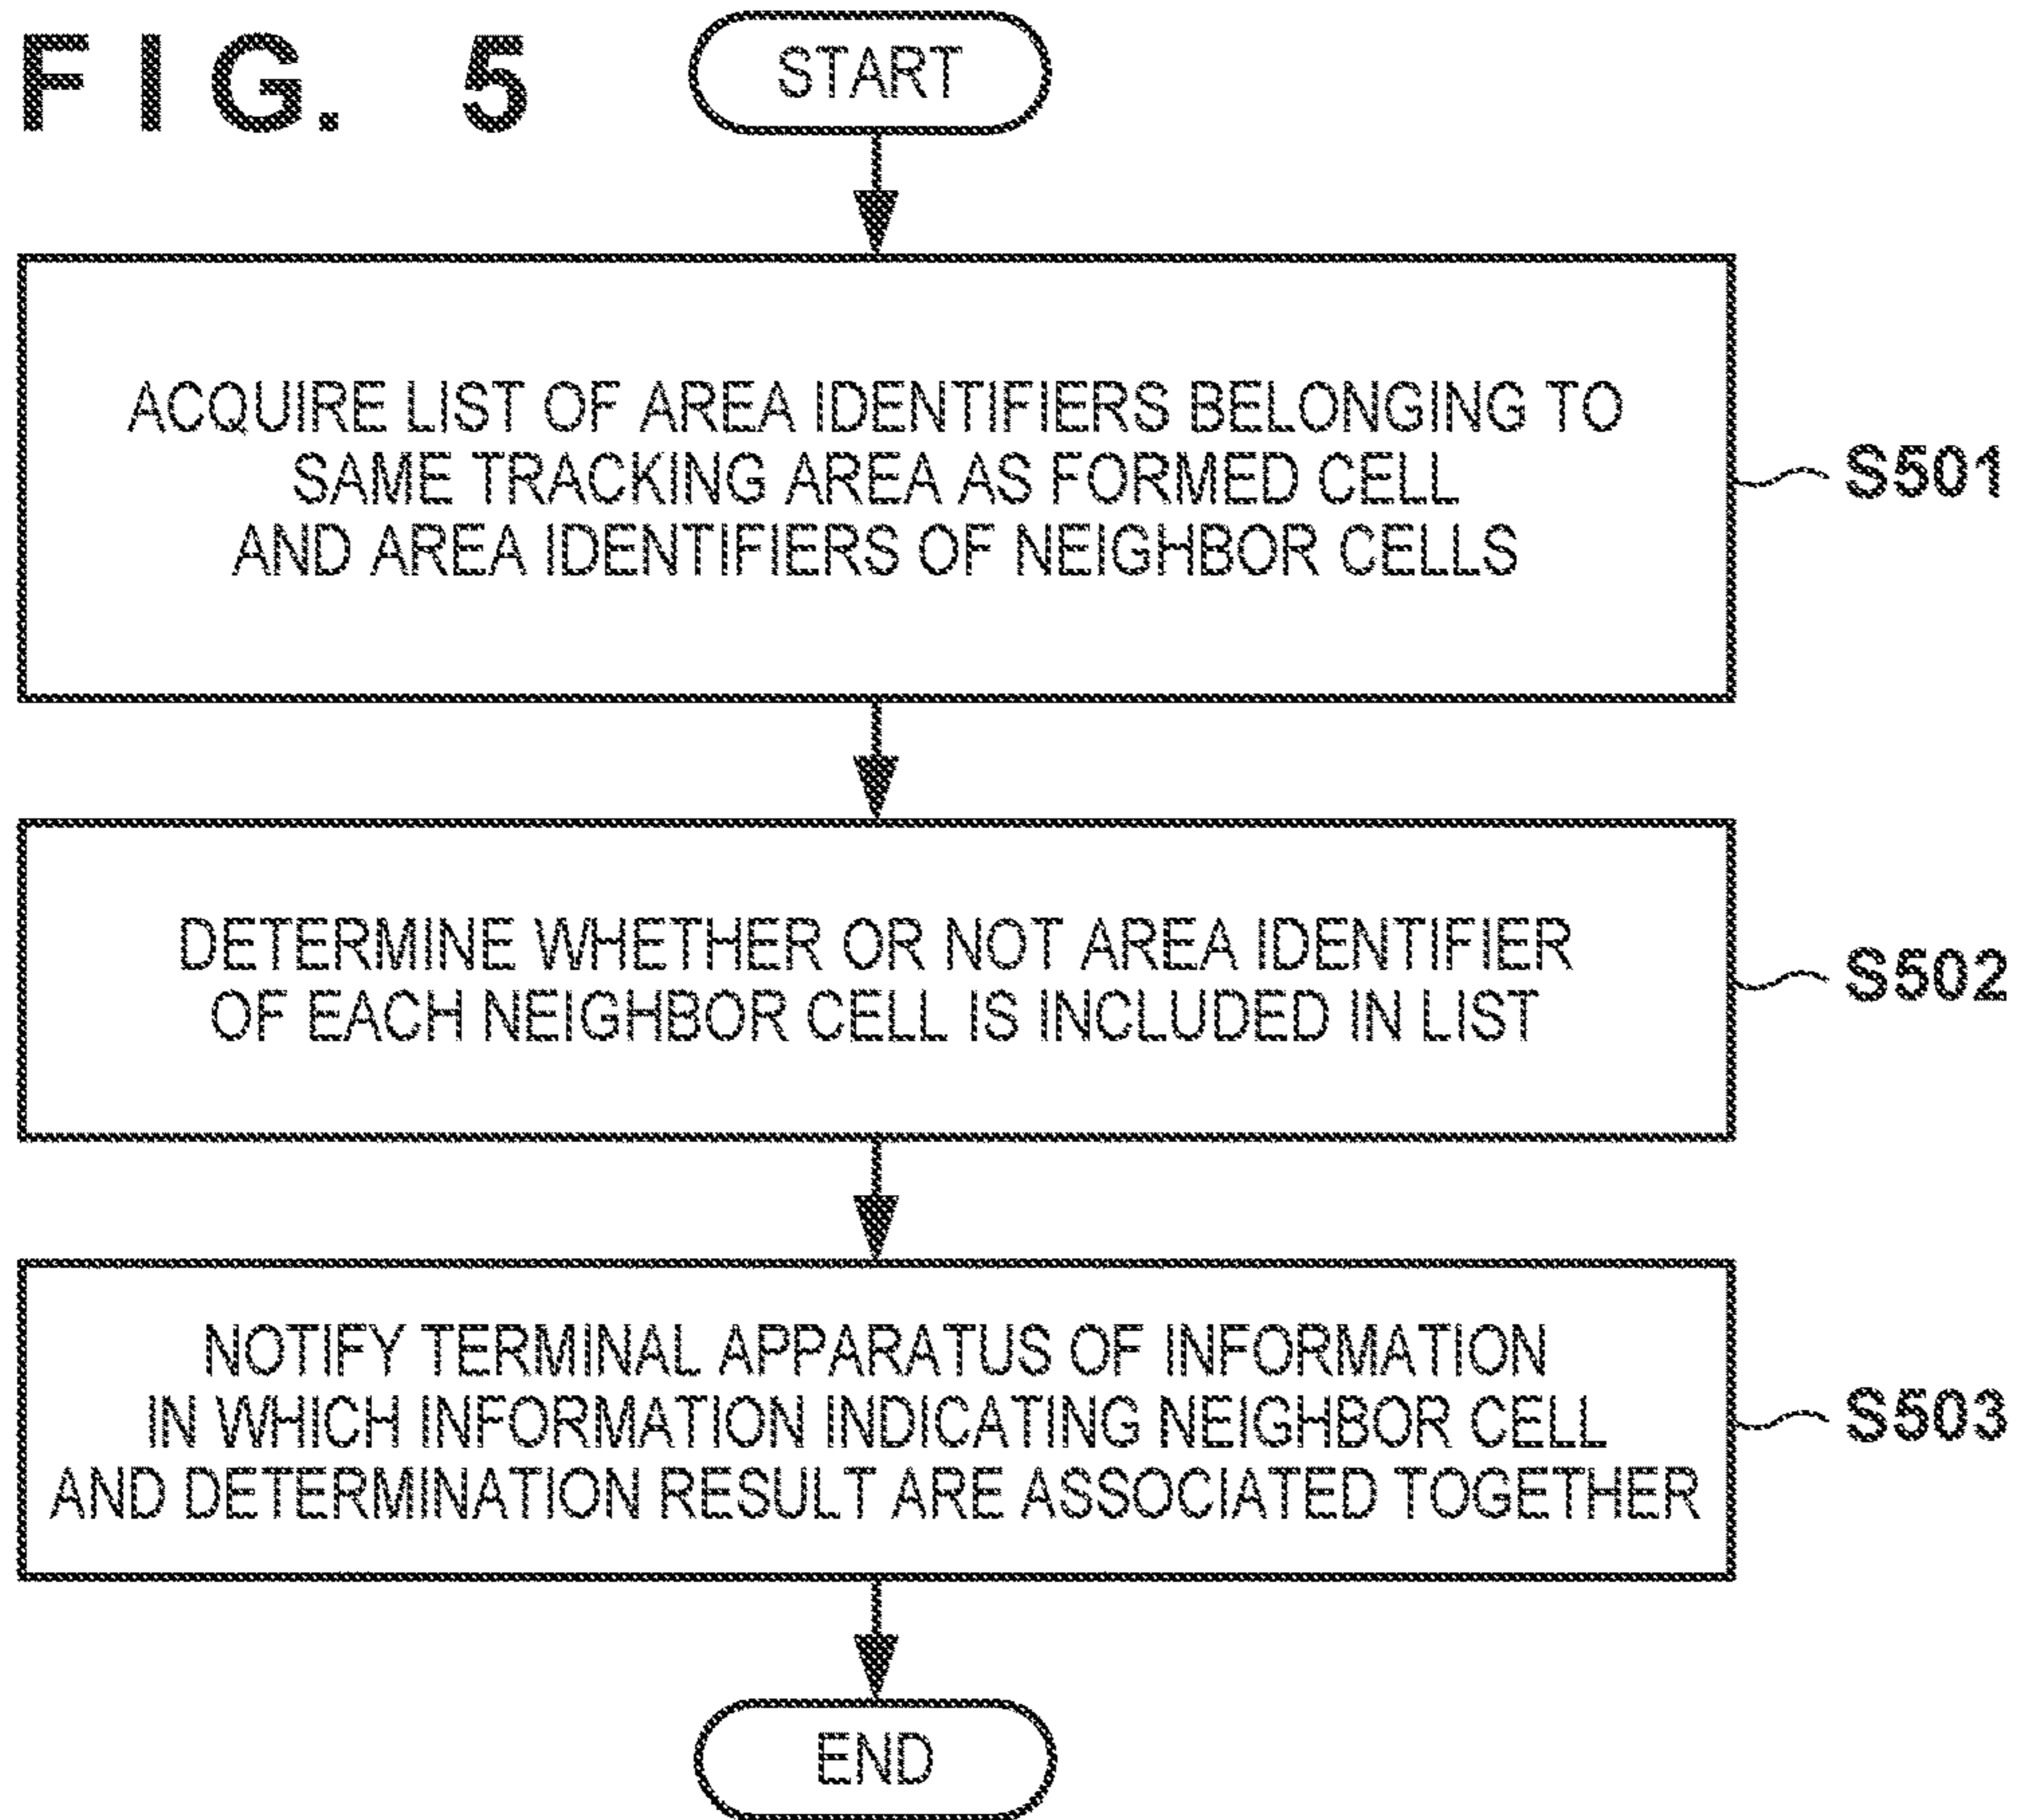 FIG. 5
START
ACQUIRE LIST OF AREA IDENTIFIERS BELONGING TO
SAME TRACKING AREA AS FORMED CELL
AND AREA IDENTIFIERS OF NEIGHBOR CELLS
S501
DETERMINE WHETHER OR NOT AREA IDENTIFIER
OF EACH NEIGHBOR CELL IS INCLUDED IN LIST
S502
NOTIFY TERMINAL APPARATUS OF INFORMATION
IN WHICH INFORMATION INDICATING NEIGHBOR CELL
AND DETERMINATION RESULT ARE ASSOCIATED TOGETHER
S503
END